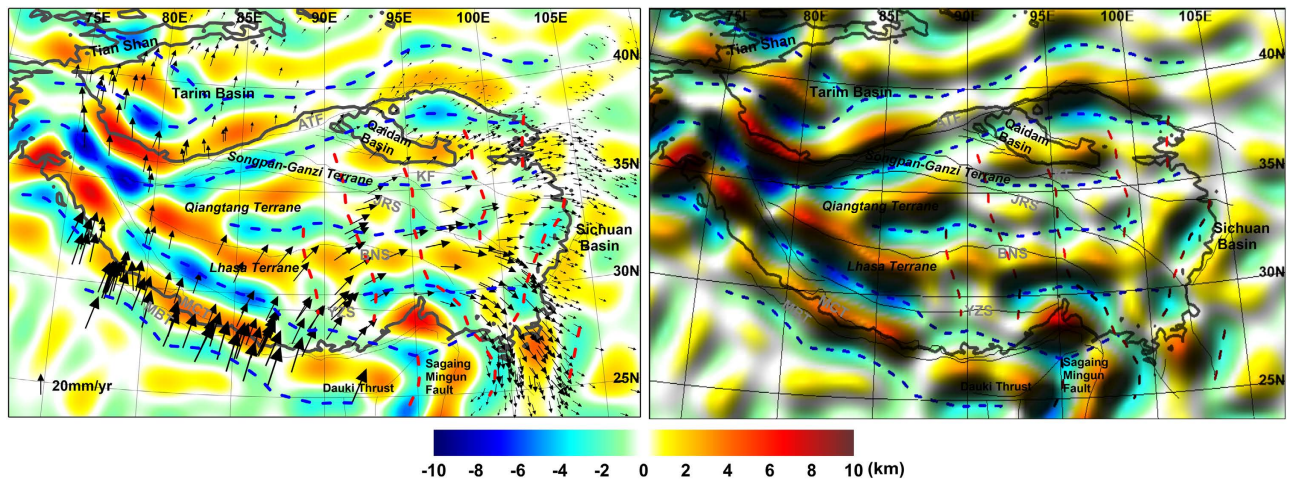 75E 80E 85E 90E 95E 100E 105E
Tian Shan
40N
Tarim Basin
ATF
Qaidam
Basin
35N
Songpan-Ganzi Terrane
KF
Qiangtang Terrane
JRS
Sichuan
Basin
BNS
Lhasa Terrane
30N
MCT
MBT
YZS
20mm/yr
Dauki Thrust
Sagaing
Mingun
Fault
25N
75E 80E 85E 90E 95E 100E 105E
Tian Shan
40N
Tarim Basin
ATF
Qaidam
Basin
35N
Songpan-Ganzi Terrane
Qiangtang Terrane
JRS
Sichuan
Basin
BNS
Lhasa Terrane
30N
MCT
MBT
YZS
Dauki Thrust
Sagaing
Mingun
Fault
25N
-10 -8 -6 -4 -2 0 2 4 6 8 10 (km)